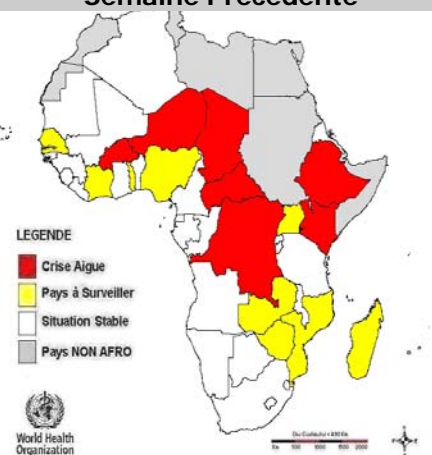 Semaine Précédente
LEGENDE
Crise Aigue
Pays à Surveiller
Situation Stable
Pays NON AFRO
World Health
Organization